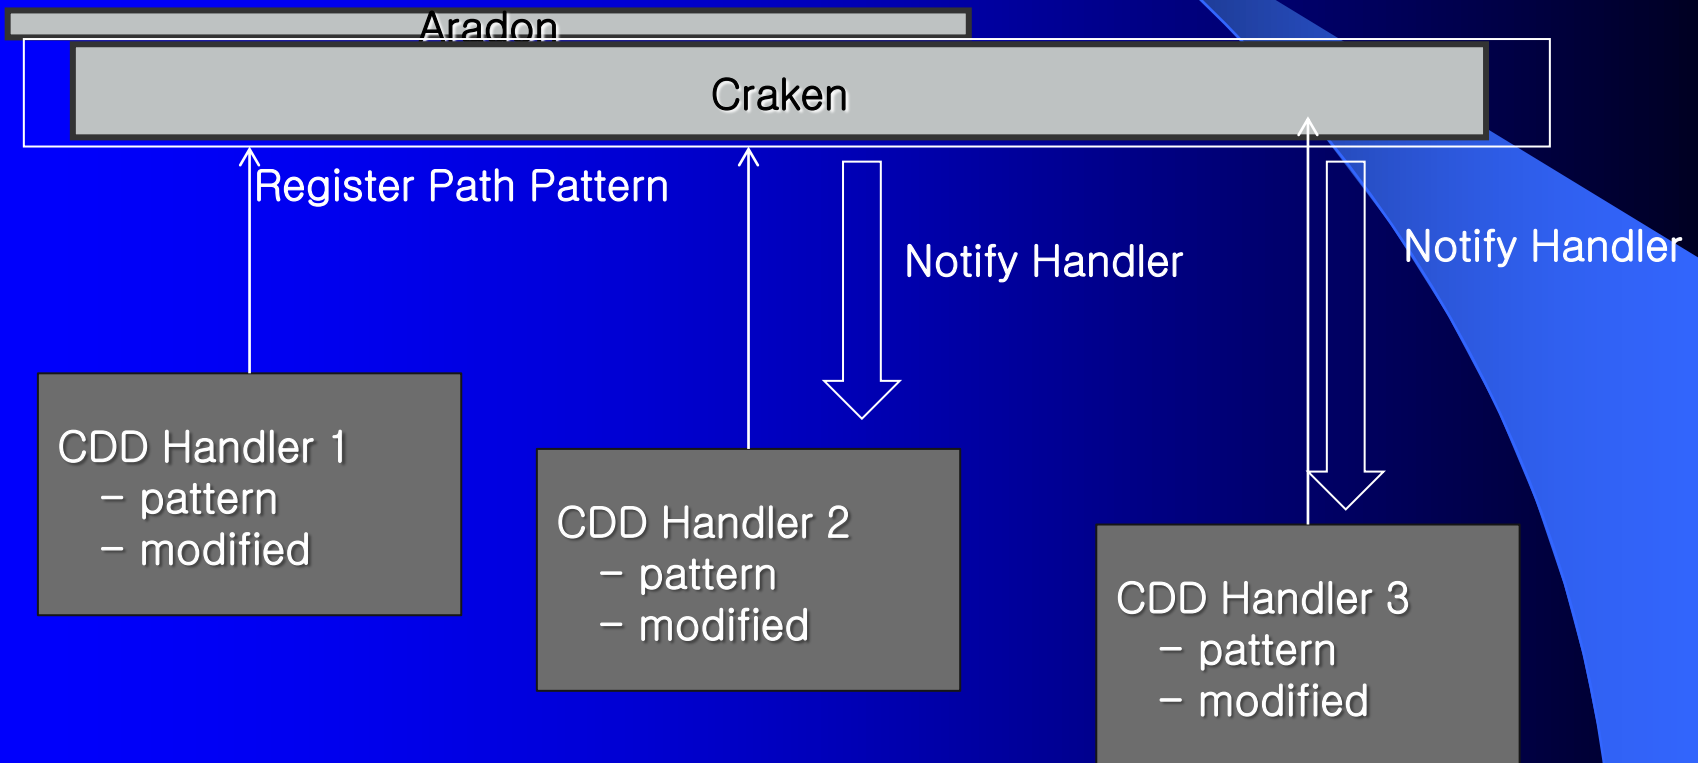 Aradon
Craken
Register Path Pattern
Notify Handler
Notify Handler
CDD Handler 1
- pattern
- modified
CDD Handler 2
- pattern
- modified
CDD Handler 3
- pattern
- modified